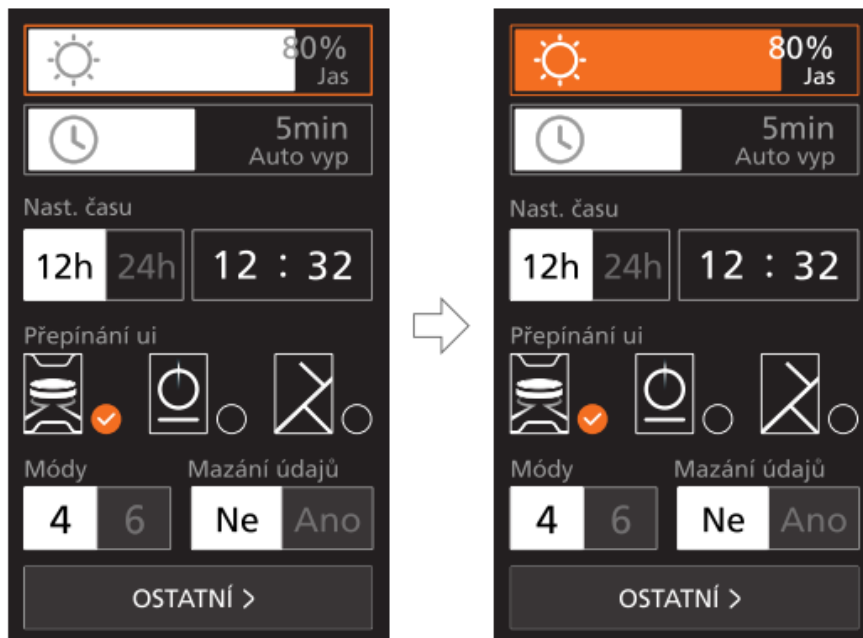 80%
Jas
5min
Auto vyp
Nast. času
12h 24h 12 : 32
Přepínání ui
Módy Mazání údajů
4 6 Ne Ano
OSTATNÍ >
80%
Jas
5min
Auto vyp
Nast. času
12h 24h 12 : 32
Přepínání ui
Módy Mazání údajů
4 6 Ne Ano
OSTATNÍ >